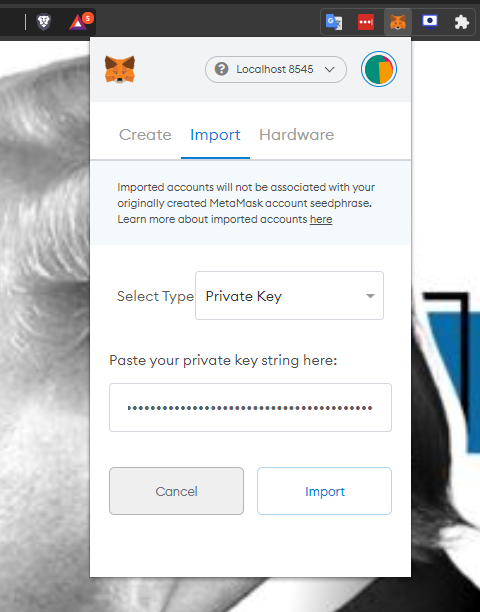 5
Localhost 8545
Create Import Hardware
Imported accounts will not be associated with your
originally created MetaMask account seedphrase.
Learn more about imported accounts here
Select Type Private Key
Paste your private key string here:
••••••••••••••••••••••••••••••••••••••••••
Cancel Import